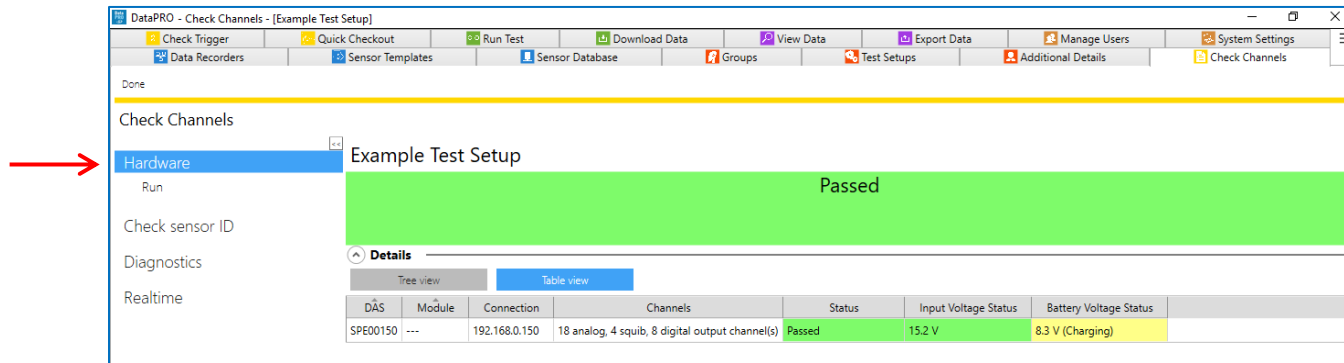 DataPRO - Check Channels - [Example Test Setup]
Check Trigger Quick Checkout Run Test Download Data View Data Export Data Manage Users System Settings
Data Recorders Sensor Templates Sensor Database Groups Test Setups Additional Details Check Channels
Done
Check Channels
<<
Hardware
Run
Check sensor ID
Diagnostics
Realtime
Example Test Setup
Passed
Details
Tree view Table view
DAS Module Connection Channels Status Input Voltage Status Battery Voltage Status
SPE00150 --- 192.168.0.150 18 analog, 4 squib, 8 digital output channel(s) Passed 15.2 V 8.3 V (Charging)